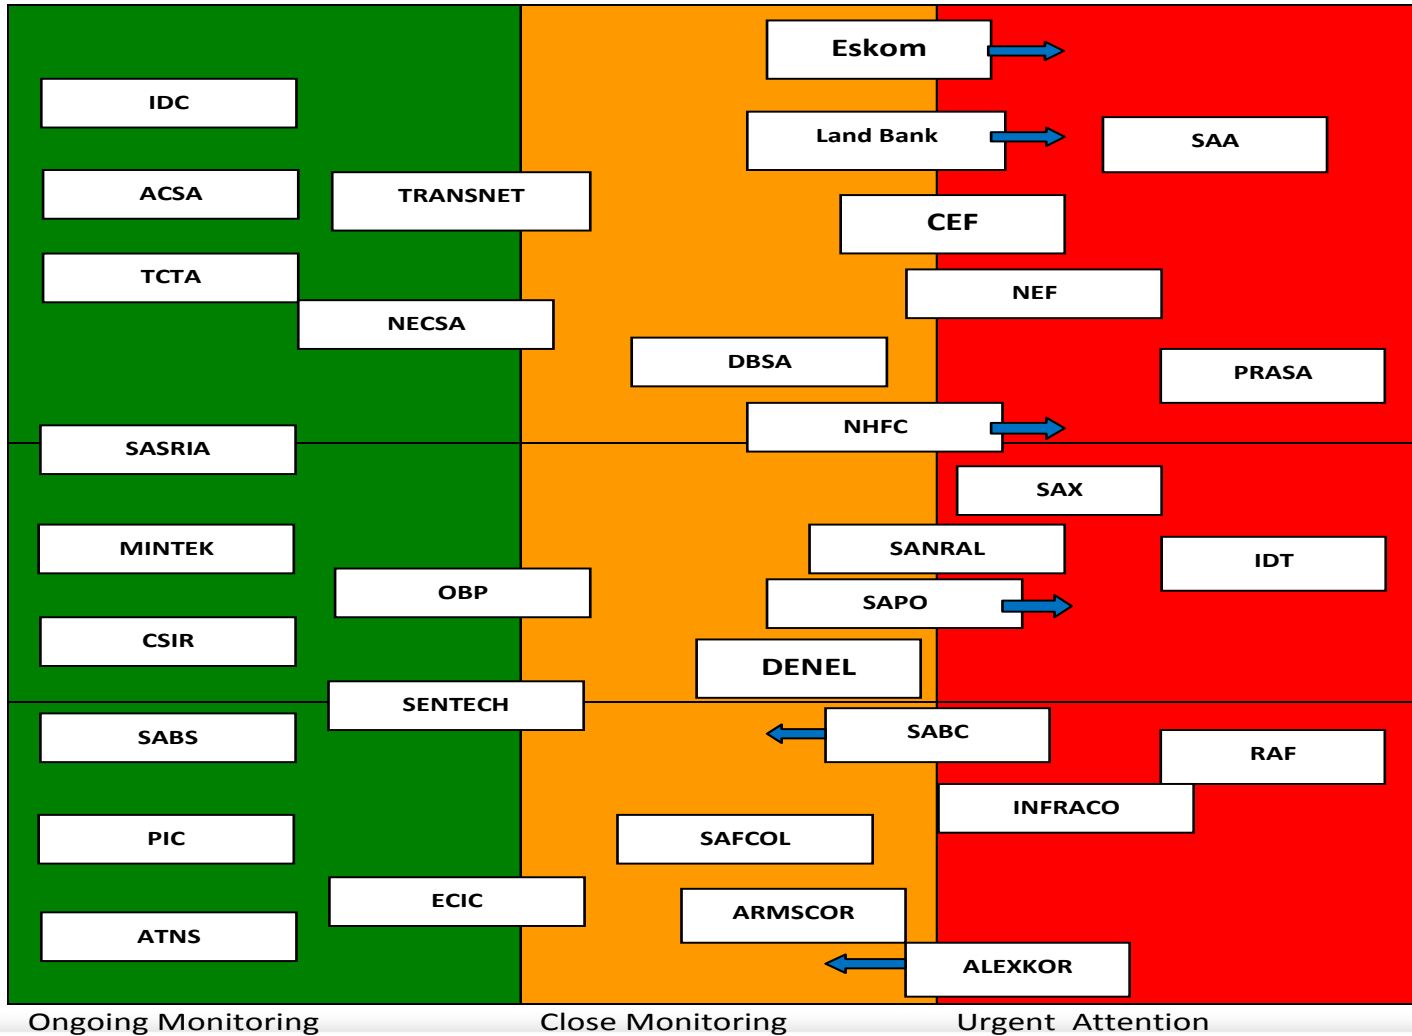 Eskom
IDC
Land Bank
SAA
ACSA
TRANSNET
CEF
TCTA
NEF
NECSA
DBSA
PRASA
NHFC
SASRIA
SAX
MINTEK
SANRAL
IDT
OBP
SAPO
CSIR
DENEL
SENTECH
SABS
SABC
RAF
INFRACO
PIC
SAFCOL
ECIC
ARMSCOR
ATNS
ALEXKOR
Ongoing Monitoring
Close Monitoring
Urgent Attention